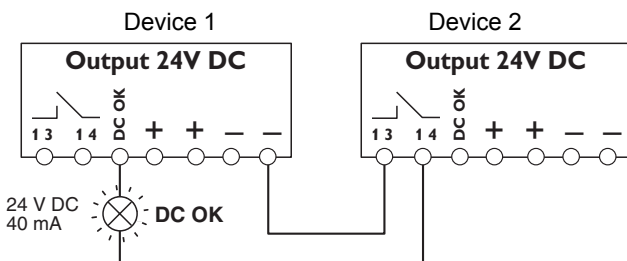 Device 1
Device 2
Output 24V DC
Output 24V DC
13 14 DC OK + + – –
13 14 DC OK + + – –
24 V DC
40 mA
DC OK